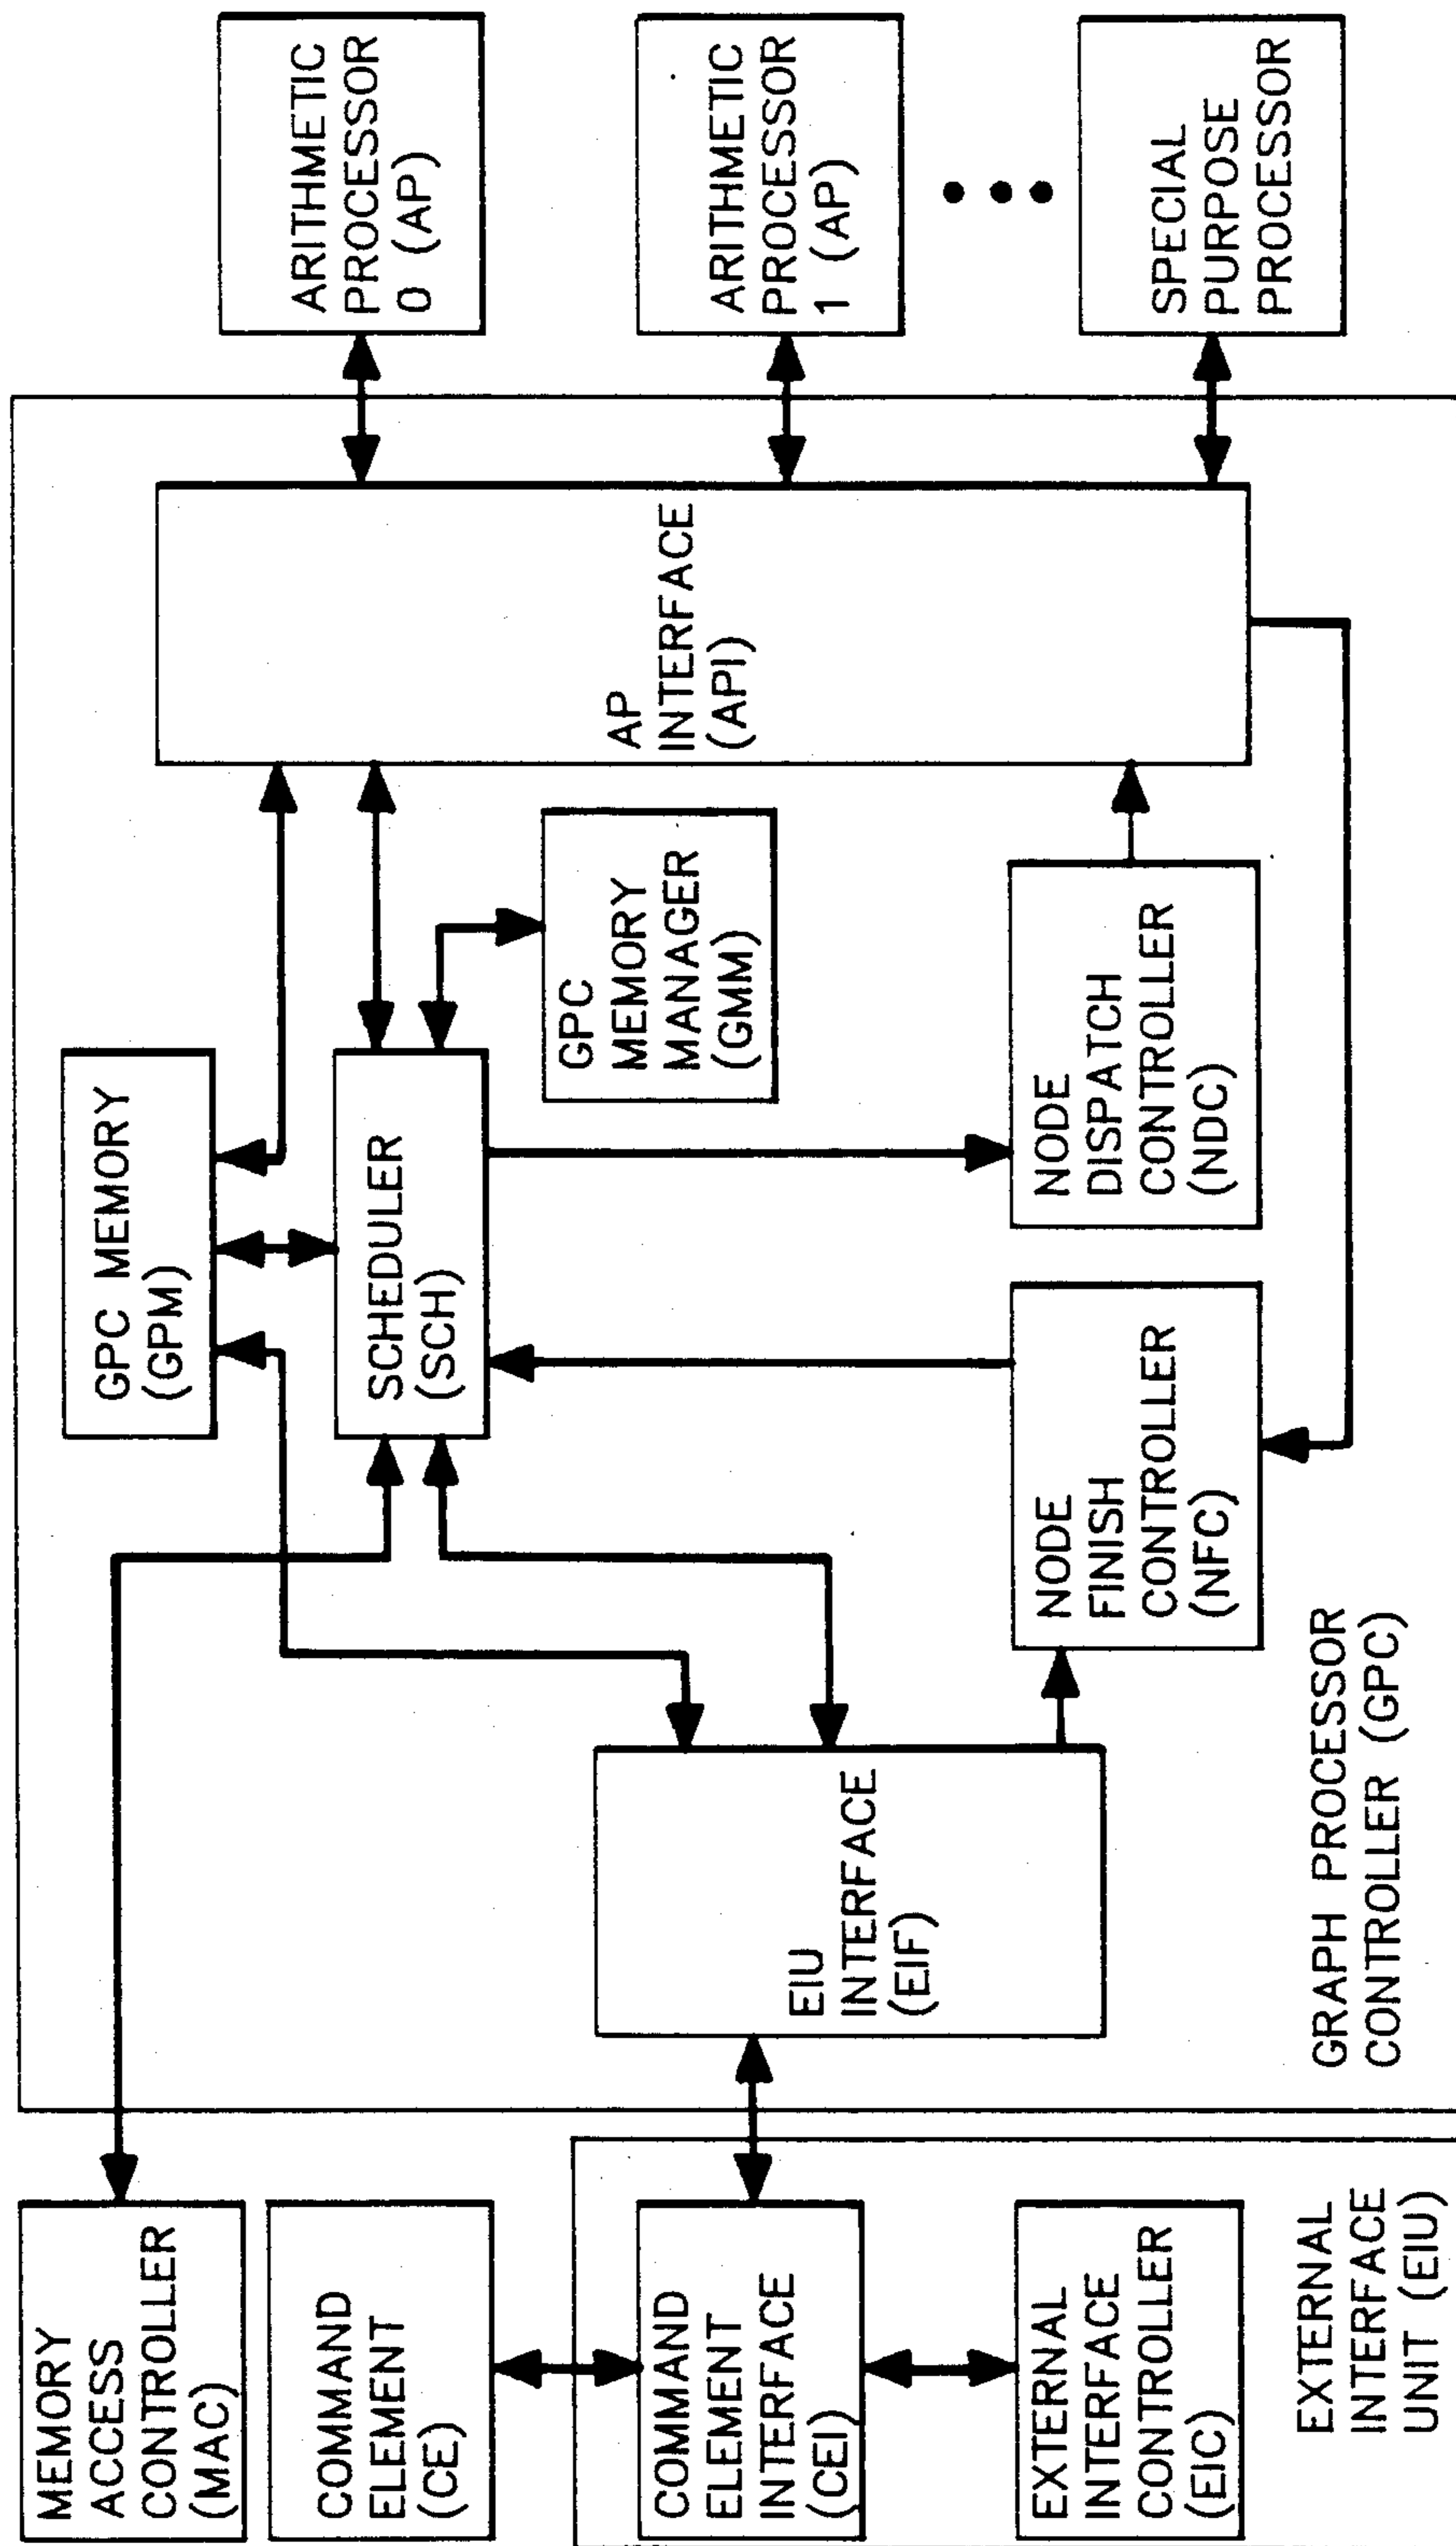 MEMORY
ACCESS
CONTROLLER
(MAC)
COMMAND
ELEMENT
(CE)
COMMAND
ELEMENT
INTERFACE
(CEI)
EXTERNAL
INTERFACE
CONTROLLER
(EIC)
EXTERNAL
INTERFACE
UNIT (EIU)
EIU
INTERFACE
(EIF)
GRAPH PROCESSOR
CONTROLLER (GPC)
GPC MEMORY
(GPM)
SCHEDULER
(SCH)
NODE
FINISH
CONTROLLER
(NFC)
GPC
MEMORY
MANAGER
(GMM)
NODE
DISPATCH
CONTROLLER
(NDC)
AP
INTERFACE
(API)
ARITHMETIC
PROCESSOR
0 (AP)
ARITHMETIC
PROCESSOR
1 (AP)
SPECIAL
PURPOSE
PROCESSOR